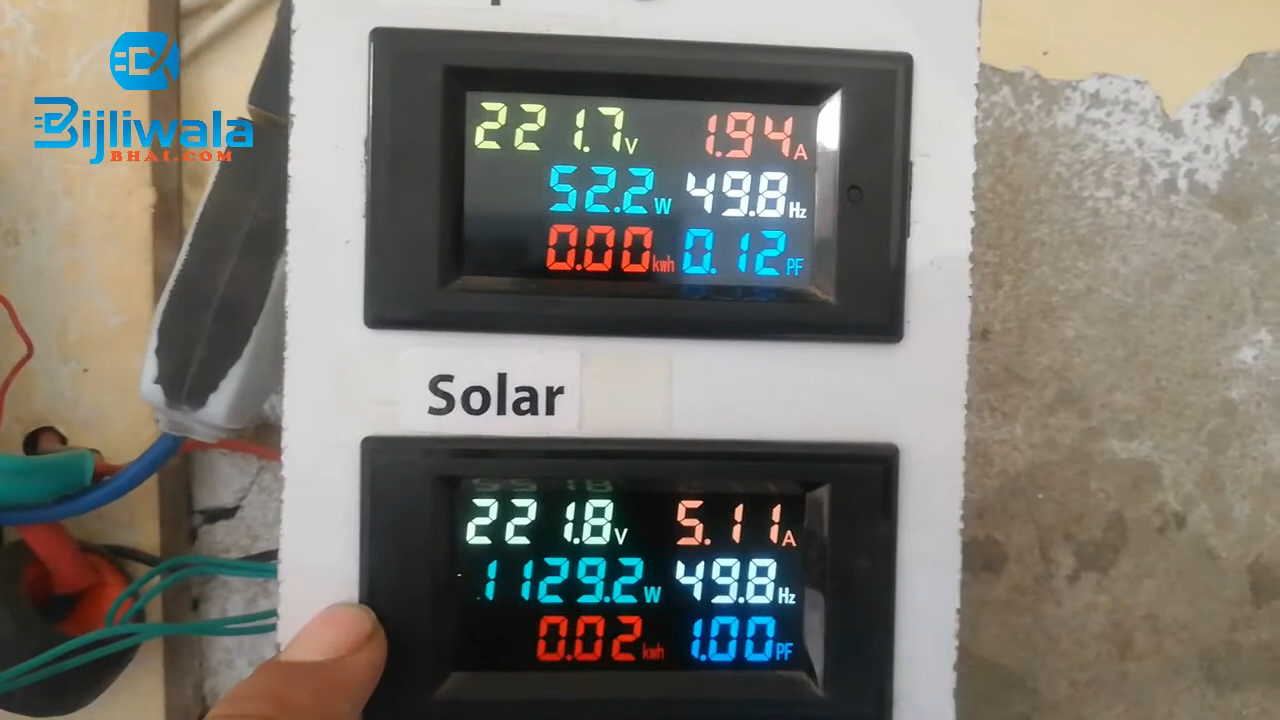 Bijliwala
BHAI.COM
221.7V 1.94A
52.2W 49.8Hz
0.00kwh 0.12PF
Solar
221.8V 5.11A
1129.2W 49.8Hz
0.02kwh 1.00PF